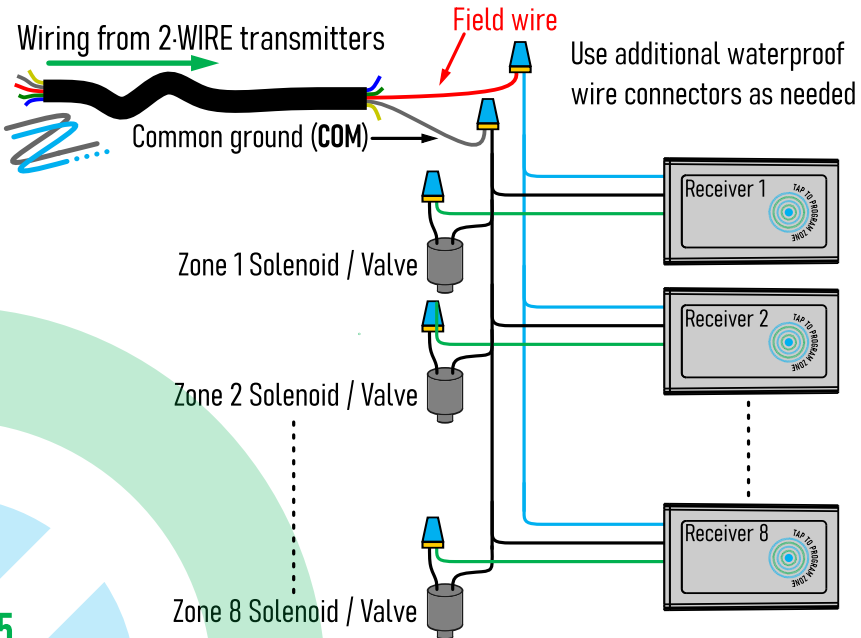 Field wire
Wiring from 2·WIRE transmitters
Use additional waterproof
wire connectors as needed
Common ground (COM)
Receiver 1
TAP TO PROGRAM ZONE
Zone 1 Solenoid / Valve
Receiver 2
TAP TO PROGRAM ZONE
Zone 2 Solenoid / Valve
Receiver 8
TAP TO PROGRAM ZONE
Zone 8 Solenoid / Valve
5